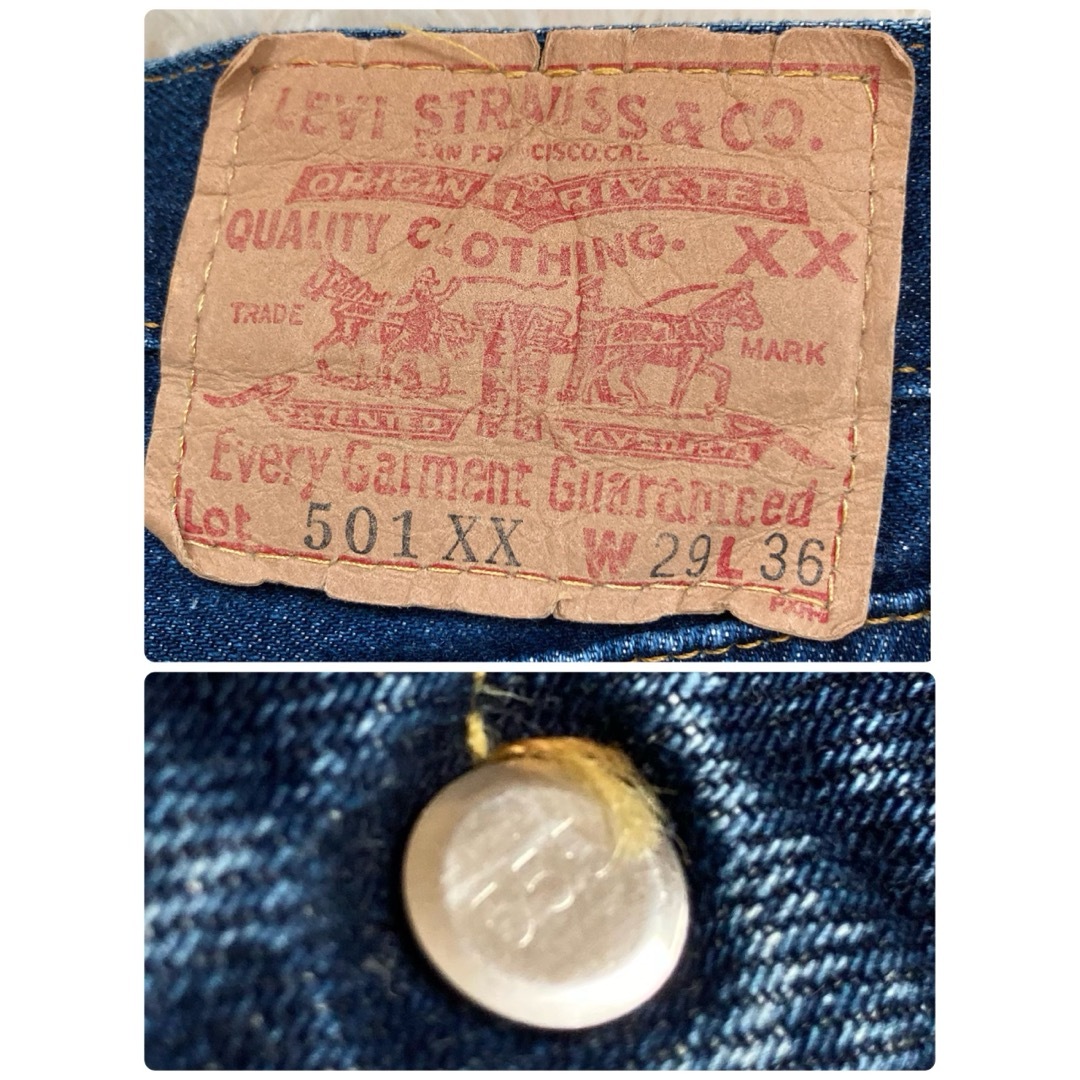 LEVI STRAUSS & CO.
SAN FRANCISCO, CAL.
ORIGINAL RIVETED
QUALITY CLOTHING. XX
TRADE MARK
PATENTED
Every Garment Guaranteed
Lot 501 XX W 29 L 36